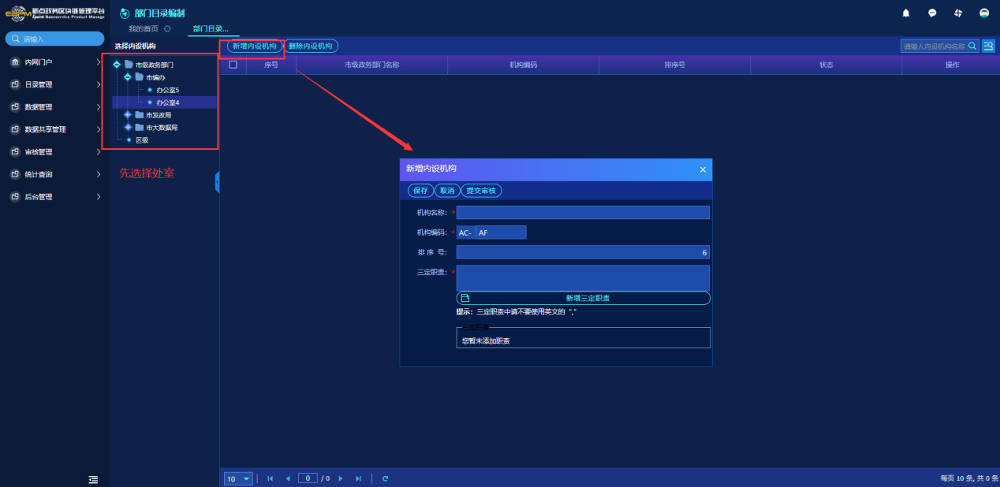 新点政务区块链管理平台
Epoint Baasservice Product Manage
部门目录编制
我的首页
部门目录...
请输入
内网门户
目录管理
数据管理
数据共享管理
审核管理
统计查询
后台管理
选择内设机构
市级政务部门
市编办
办公室5
办公室4
市发改局
市大数据局
区级
先选择处室
新增内设机构 删除内设机构
请输入内设机构名称
序号 市级政务部门名称 机构编码 排序号 状态 操作
新增内设机构
保存 取消 提交审核
机构名称: *
机构编码: * AC- AF
排 序 号: 6
三定职责: *
新增三定职责
提示: 三定职责中请不要使用英文的 ","
三定职责
您暂未添加职责
10 0 / 0
每页 10 条, 共 0 条